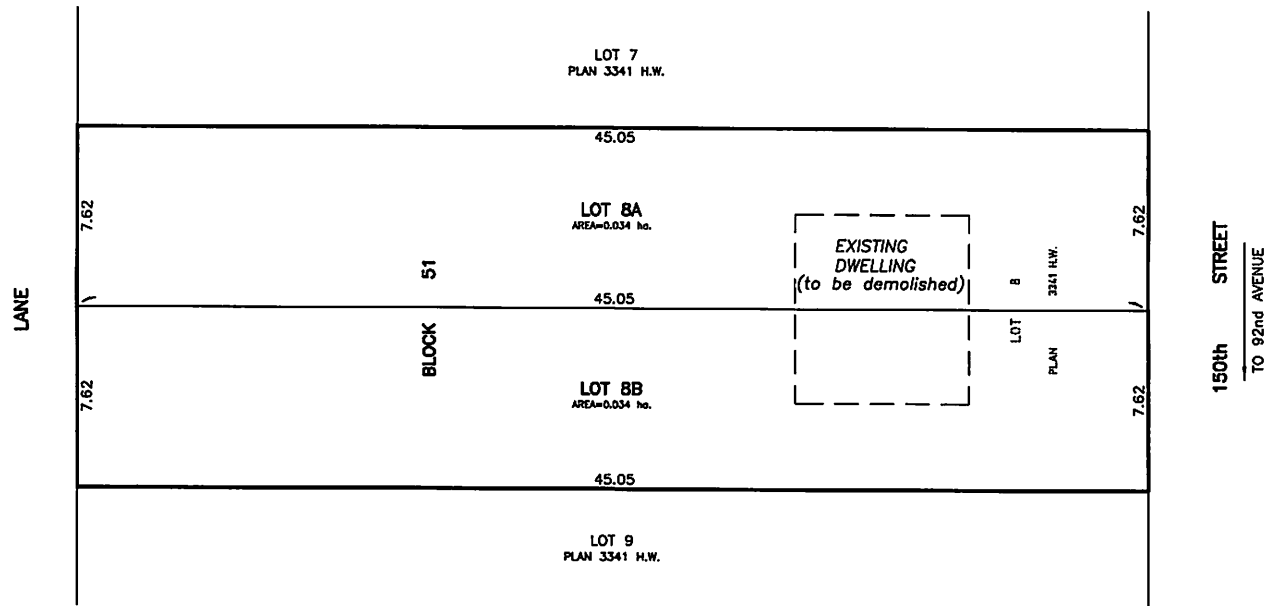 LOT 7
PLAN 3341 H.W.
45.05
7.62
LOT 8A
AREA=0.034 ha.
7.62
EXISTING
DWELLING
(to be demolished)
LANE
BLOCK 51
45.05
LOT 8
PLAN 3341 H.W.
150th STREET
TO 92nd AVENUE
7.62
LOT 8B
AREA=0.034 ha.
7.62
45.05
LOT 9
PLAN 3341 H.W.